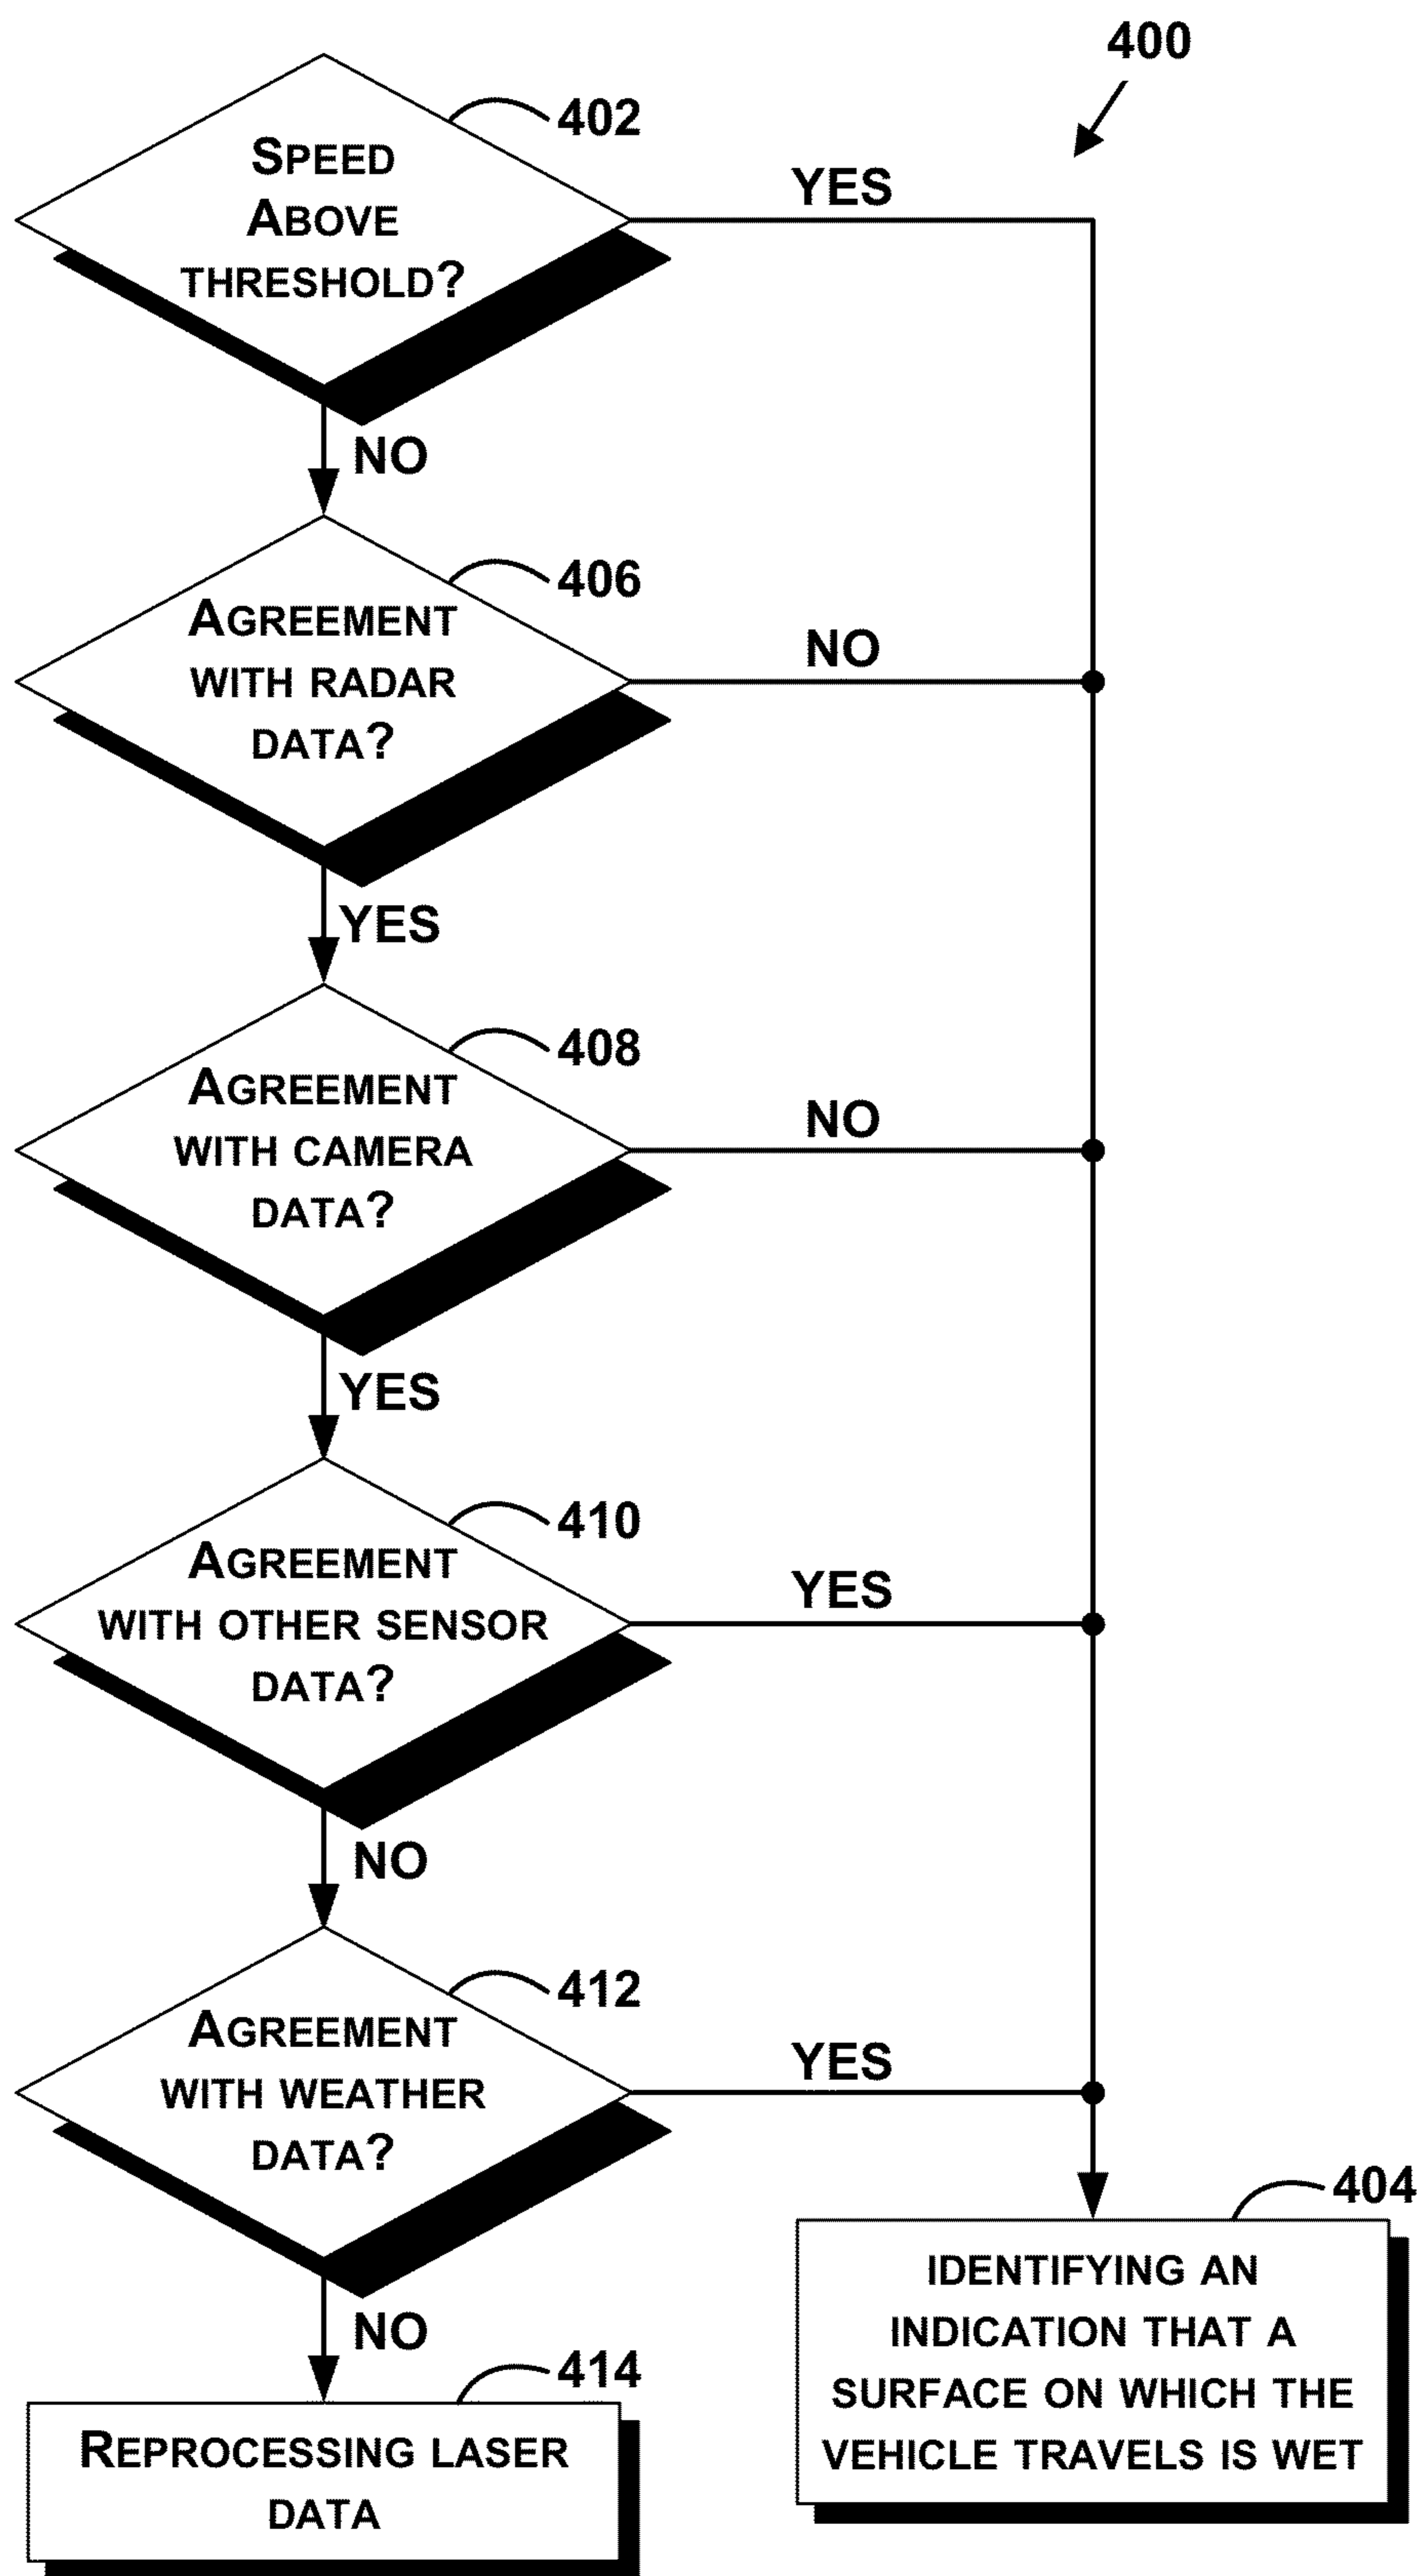 400
402
SPEED
ABOVE
THRESHOLD?
YES
NO
406
AGREEMENT
WITH RADAR
DATA?
NO
YES
408
AGREEMENT
WITH CAMERA
DATA?
NO
YES
410
AGREEMENT
WITH OTHER SENSOR
DATA?
YES
NO
412
AGREEMENT
WITH WEATHER
DATA?
YES
NO
404
IDENTIFYING AN
INDICATION THAT A
SURFACE ON WHICH THE
VEHICLE TRAVELS IS WET
414
REPROCESSING LASER
DATA